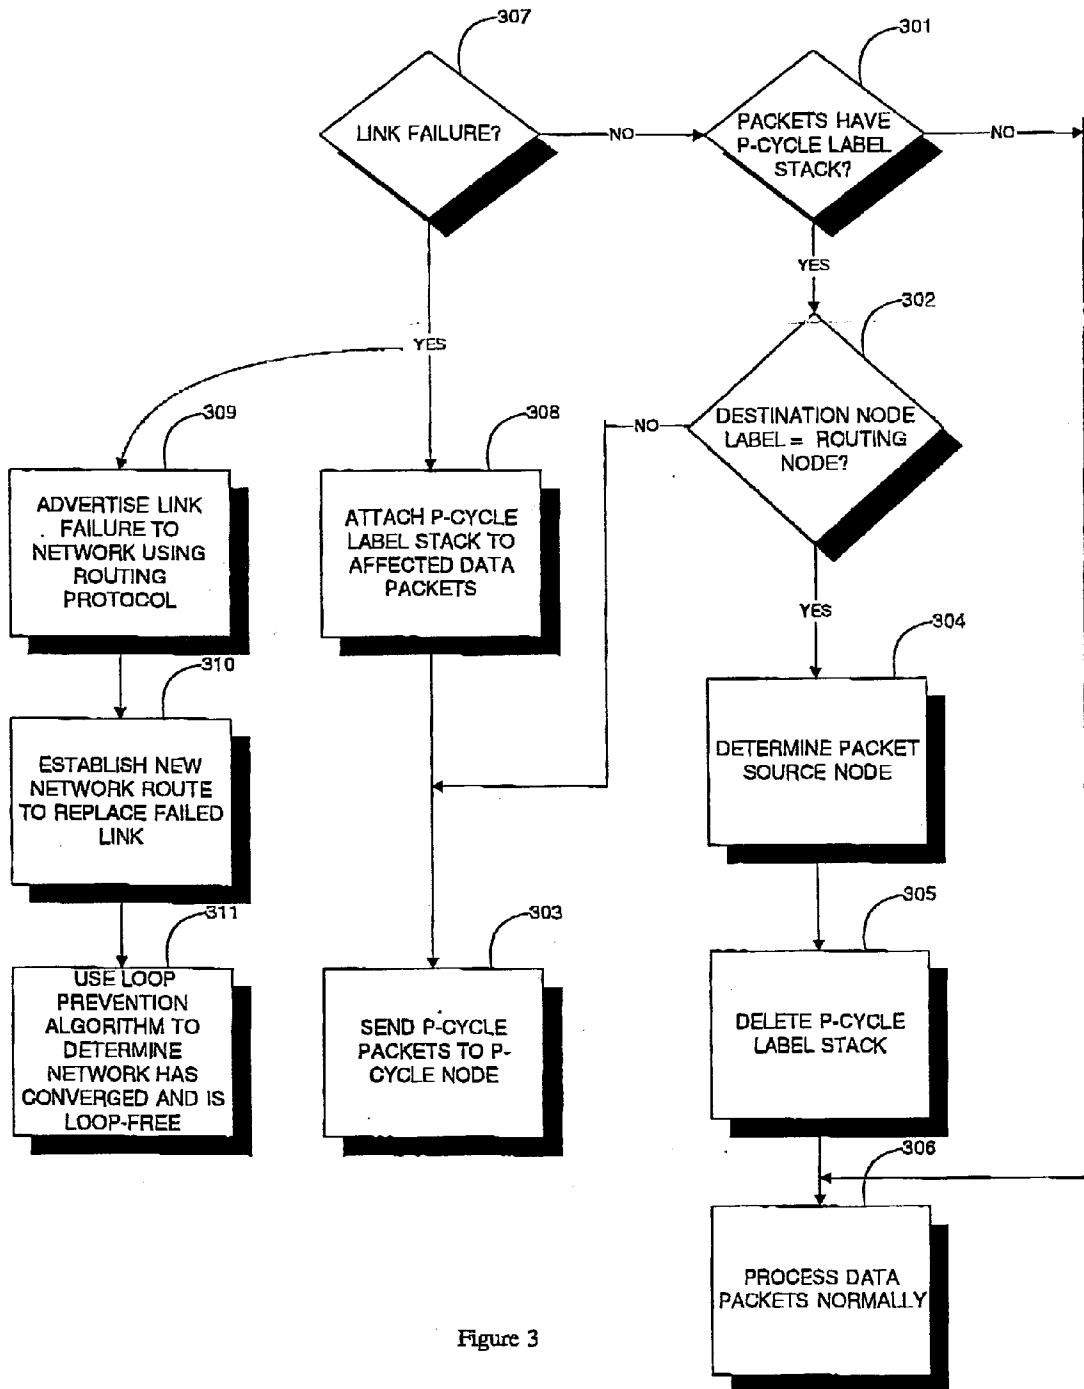 307
LINK FAILURE?
NO
301
PACKETS HAVE
P-CYCLE LABEL
STACK?
NO
YES
302
DESTINATION NODE
LABEL = ROUTING
NODE?
NO
YES
YES
309
ADVERTISE LINK
FAILURE TO
NETWORK USING
ROUTING
PROTOCOL
308
ATTACH P-CYCLE
LABEL STACK TO
AFFECTED DATA
PACKETS
304
DETERMINE PACKET
SOURCE NODE
310
ESTABLISH NEW
NETWORK ROUTE
TO REPLACE FAILED
LINK
305
DELETE P-CYCLE
LABEL STACK
311
USE LOOP
PREVENTION
ALGORITHM TO
DETERMINE
NETWORK HAS
CONVERGED AND IS
LOOP-FREE
303
SEND P-CYCLE
PACKETS TO P-
CYCLE NODE
306
PROCESS DATA
PACKETS NORMALLY
Figure 3